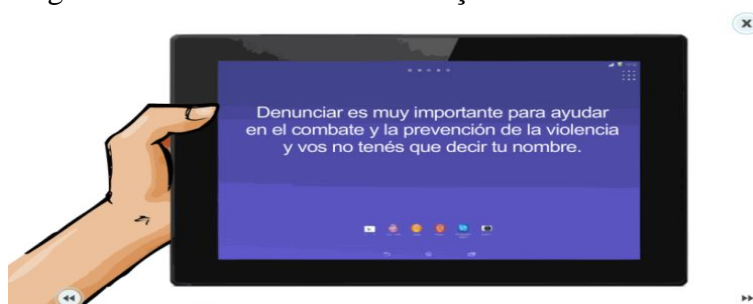 Denunciar es muy importante para ayudar
en el combate y la prevención de la violencia
y vos no tenés que decir tu nombre.